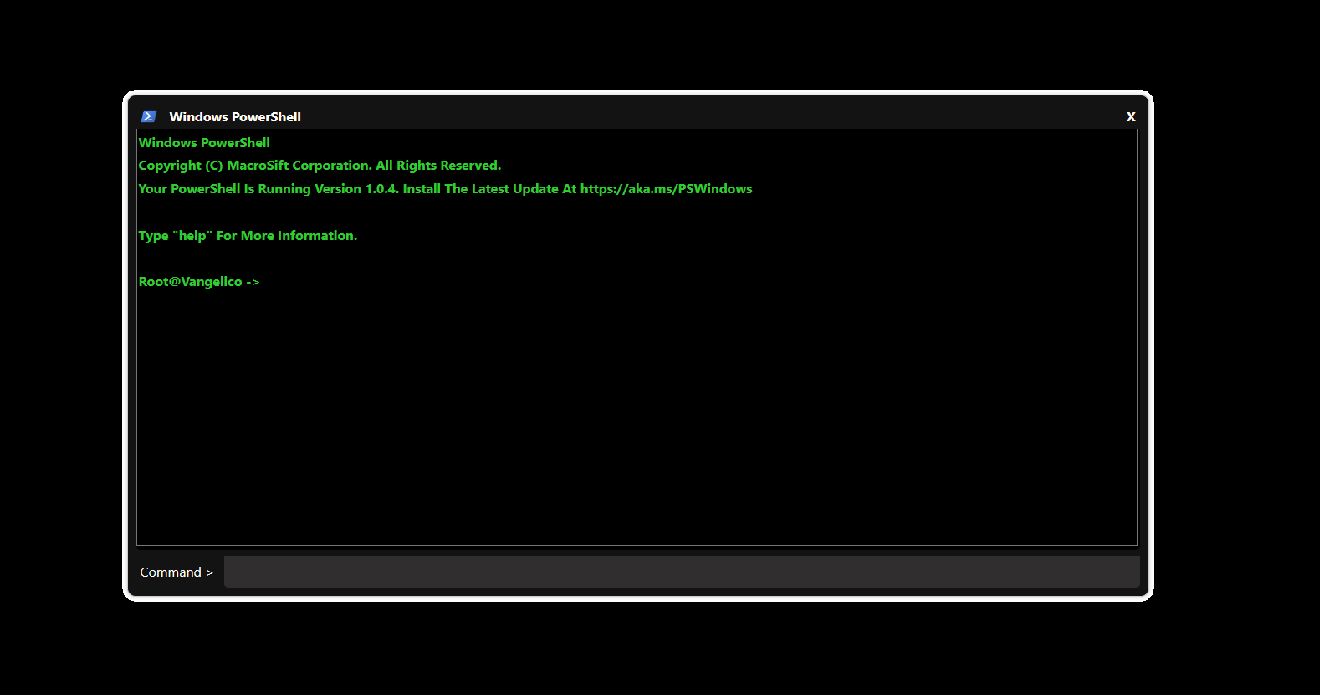 Windows PowerShell
X
Windows PowerShell
Copyright (C) MacroSift Corporation. All Rights Reserved.
Your PowerShell Is Running Version 1.0.4. Install The Latest Update At https://aka.ms/PSWindows
Type "help" For More Information.
Root@Vangelico ->
Command >